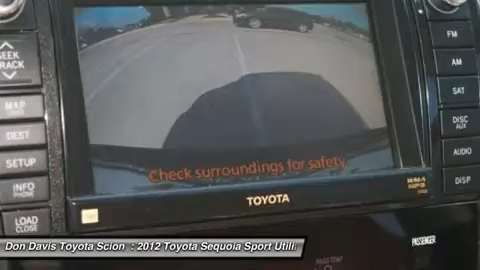 SEEK
TRACK
MAP
DEST
SETUP
INFO
PHONE
LOAD
CLOSE
FM
AM
SAT
DISC
AUX
AUDIO
DISP
Check surroundings for safety
TOYOTA
Don Davis Toyota Scion : 2012 Toyota Sequoia Sport Utili